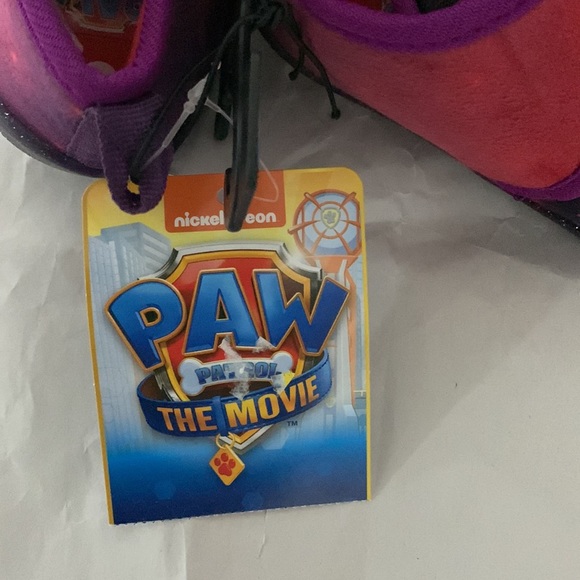 nickelodeon
PAW
PATROL
THE MOVIE
TM